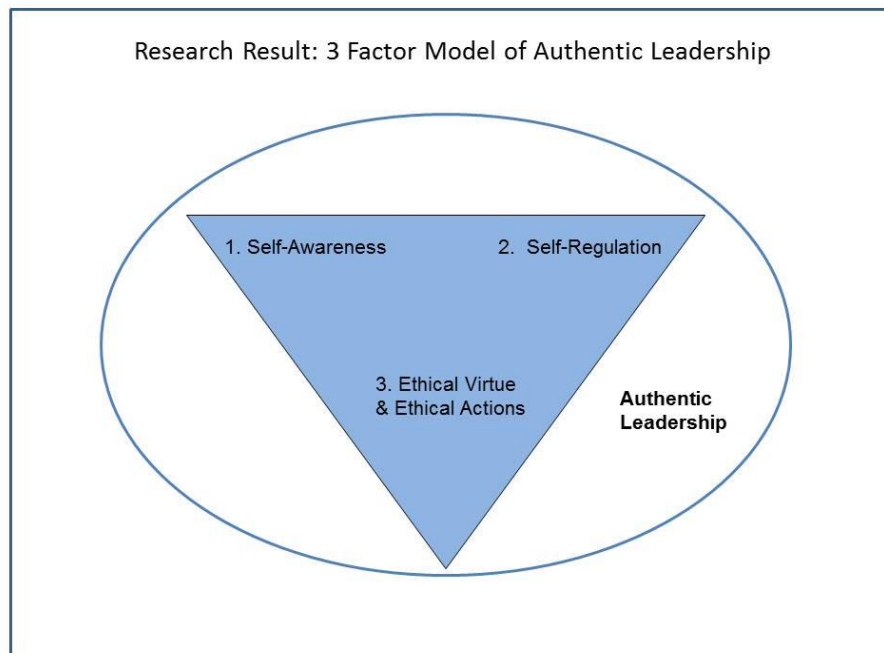 Research Result: 3 Factor Model of Authentic Leadership
1. Self-Awareness
2. Self-Regulation
3. Ethical Virtue
& Ethical Actions
Authentic
Leadership